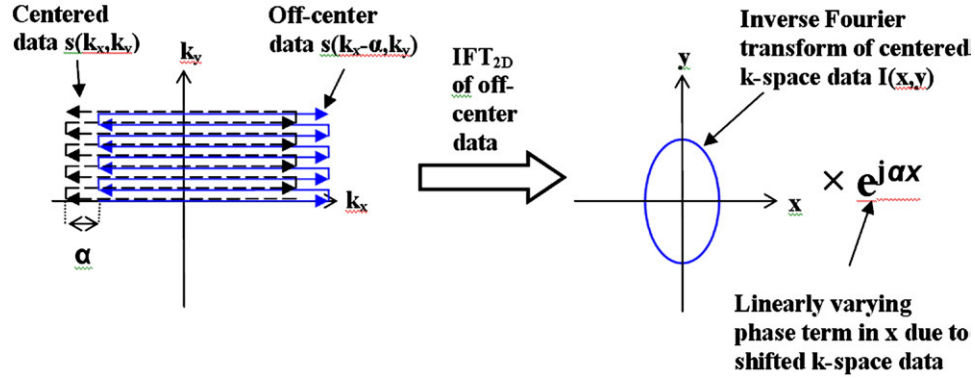 Centered
data s(kx,ky)
Off-center
data s(kx-α,ky)
ky
kx
α
IFT2D
of off-
center
data
Inverse Fourier
transform of centered
k-space data I(x,y)
y
x
× e^jαx
Linearly varying
phase term in x due to
shifted k-space data